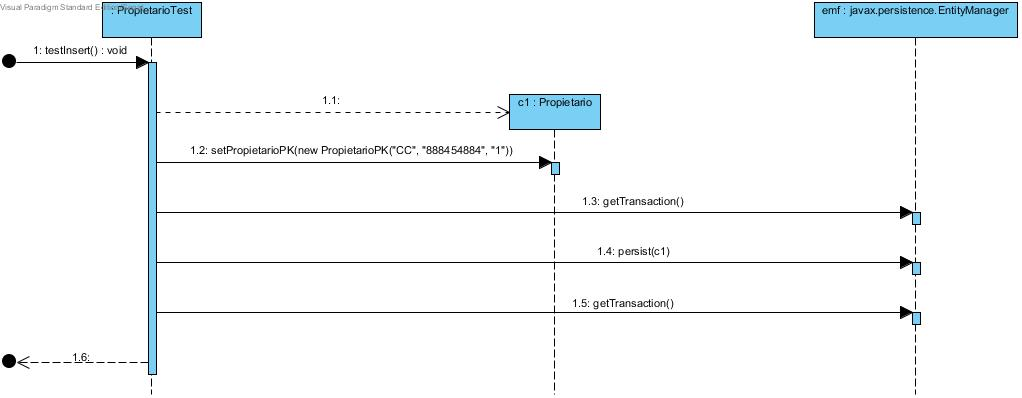 Visual Paradigm Standard E
: PropietarioTest
emf : javax.persistence.EntityManager
1: testInsert() : void
1.1:
c1 : Propietario
1.2: setPropietarioPK(new PropietarioPK("CC", "888454884", "1"))
1.3: getTransaction()
1.4: persist(c1)
1.5: getTransaction()
1.6: